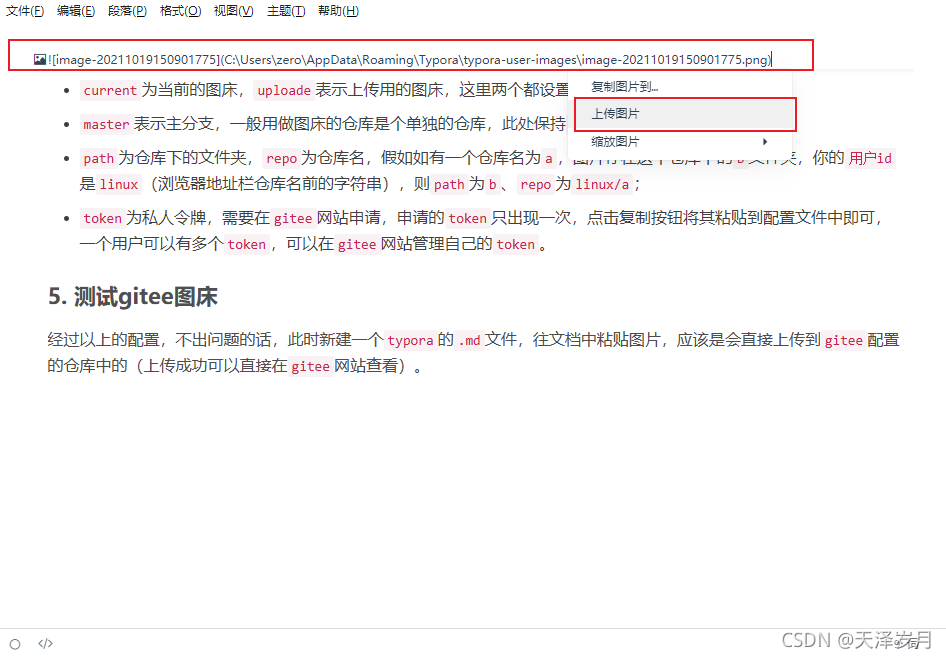 文件(F) 编辑(E) 段落(P) 格式(O) 视图(V) 主题(T) 帮助(H)
![image-20211019150901775](C:\Users\zero\AppData\Roaming\Typora\typora-user-images\image-20211019150901775.png)
current 为当前的图床，uploade 表示上传用的图床，这里两个都设置
复制图片到...
上传图片
缩放图片
master 表示主分支，一般用做图床的仓库是个单独的仓库，此处保持
path 为仓库下的文件夹，repo 为仓库名，假如如有一个仓库名为 a，图片存在这个仓库下的 b 文件夹，你的 用户id
是 linux （浏览器地址栏仓库名前的字符串），则 path 为 b 、 repo 为 linux/a ；
token 为私人令牌，需要在 gitee 网站申请，申请的 token 只出现一次，点击复制按钮将其粘贴到配置文件中即可，
一个用户可以有多个 token ，可以在 gitee 网站管理自己的 token 。
5. 测试gitee图床
经过以上的配置，不出问题的话，此时新建一个 typora 的 .md 文件，往文档中粘贴图片，应该是会直接上传到 gitee 配置
的仓库中的（上传成功可以直接在 gitee 网站查看）。
</>
CSDN @天泽岁月